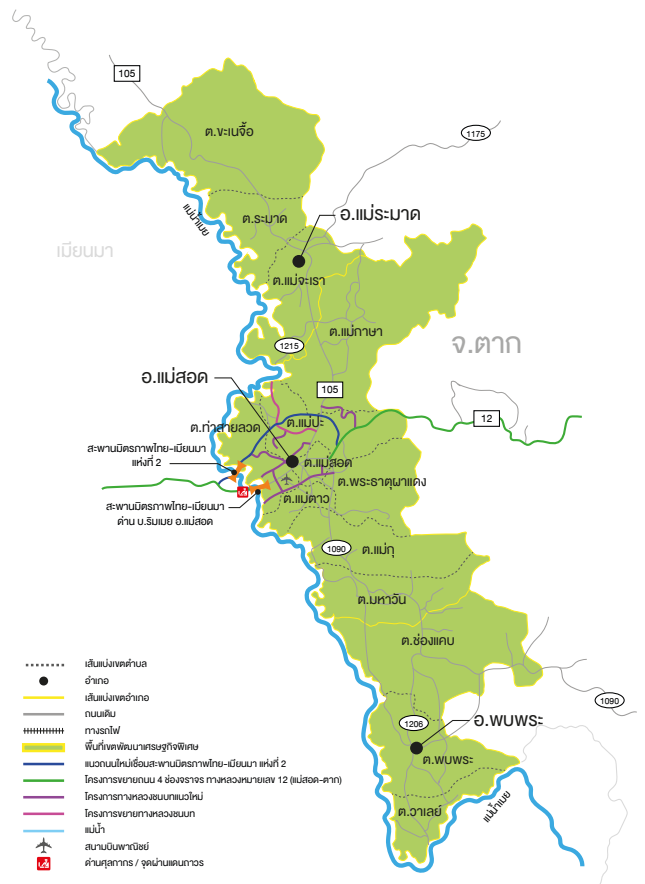 105
ต.ขะเนจื้อ
1175
ต.ระมาด
อ.แม่ระมาด
แม่น้ำเมย
เมียนมา
ต.แม่จะเรา
ต.แม่กาษา
1215
จ.ตาก
อ.แม่สอด
105
12
ต.ท่าสายลวด
ต.แม่ปะ
สะพานมิตรภาพไทย-เมียนมา
แห่งที่ 2
ต.แม่สอด
ต.พระธาตุผาแดง
ต.แม่ตาว
สะพานมิตรภาพไทย-เมียนมา
ด่าน บ.ริมเมย อ.แม่สอด
1090
ต.แม่กุ
ต.มหาวัน
ต.ช่องแคบ
1090
1206
อ.พบพระ
ต.พบพระ
แม่น้ำเมย
ต.วาเลย์
เส้นแบ่งเขตตำบล
อำเภอ
เส้นแบ่งเขตอำเภอ
ถนนเดิม
ทางรถไฟ
พื้นที่เขตพัฒนาเศรษฐกิจพิเศษ
แนวถนนใหม่เชื่อมสะพานมิตรภาพไทย-เมียนมา แห่งที่ 2
โครงการขยายถนน 4 ช่องจราจร ทางหลวงหมายเลข 12 (แม่สอด-ตาก)
โครงการทางหลวงชนบทแนวใหม่
โครงการขยายทางหลวงชนบท
แม่น้ำ
สนามบินพาณิชย์
ด่านศุลกากร / จุดผ่านแดนถาวร